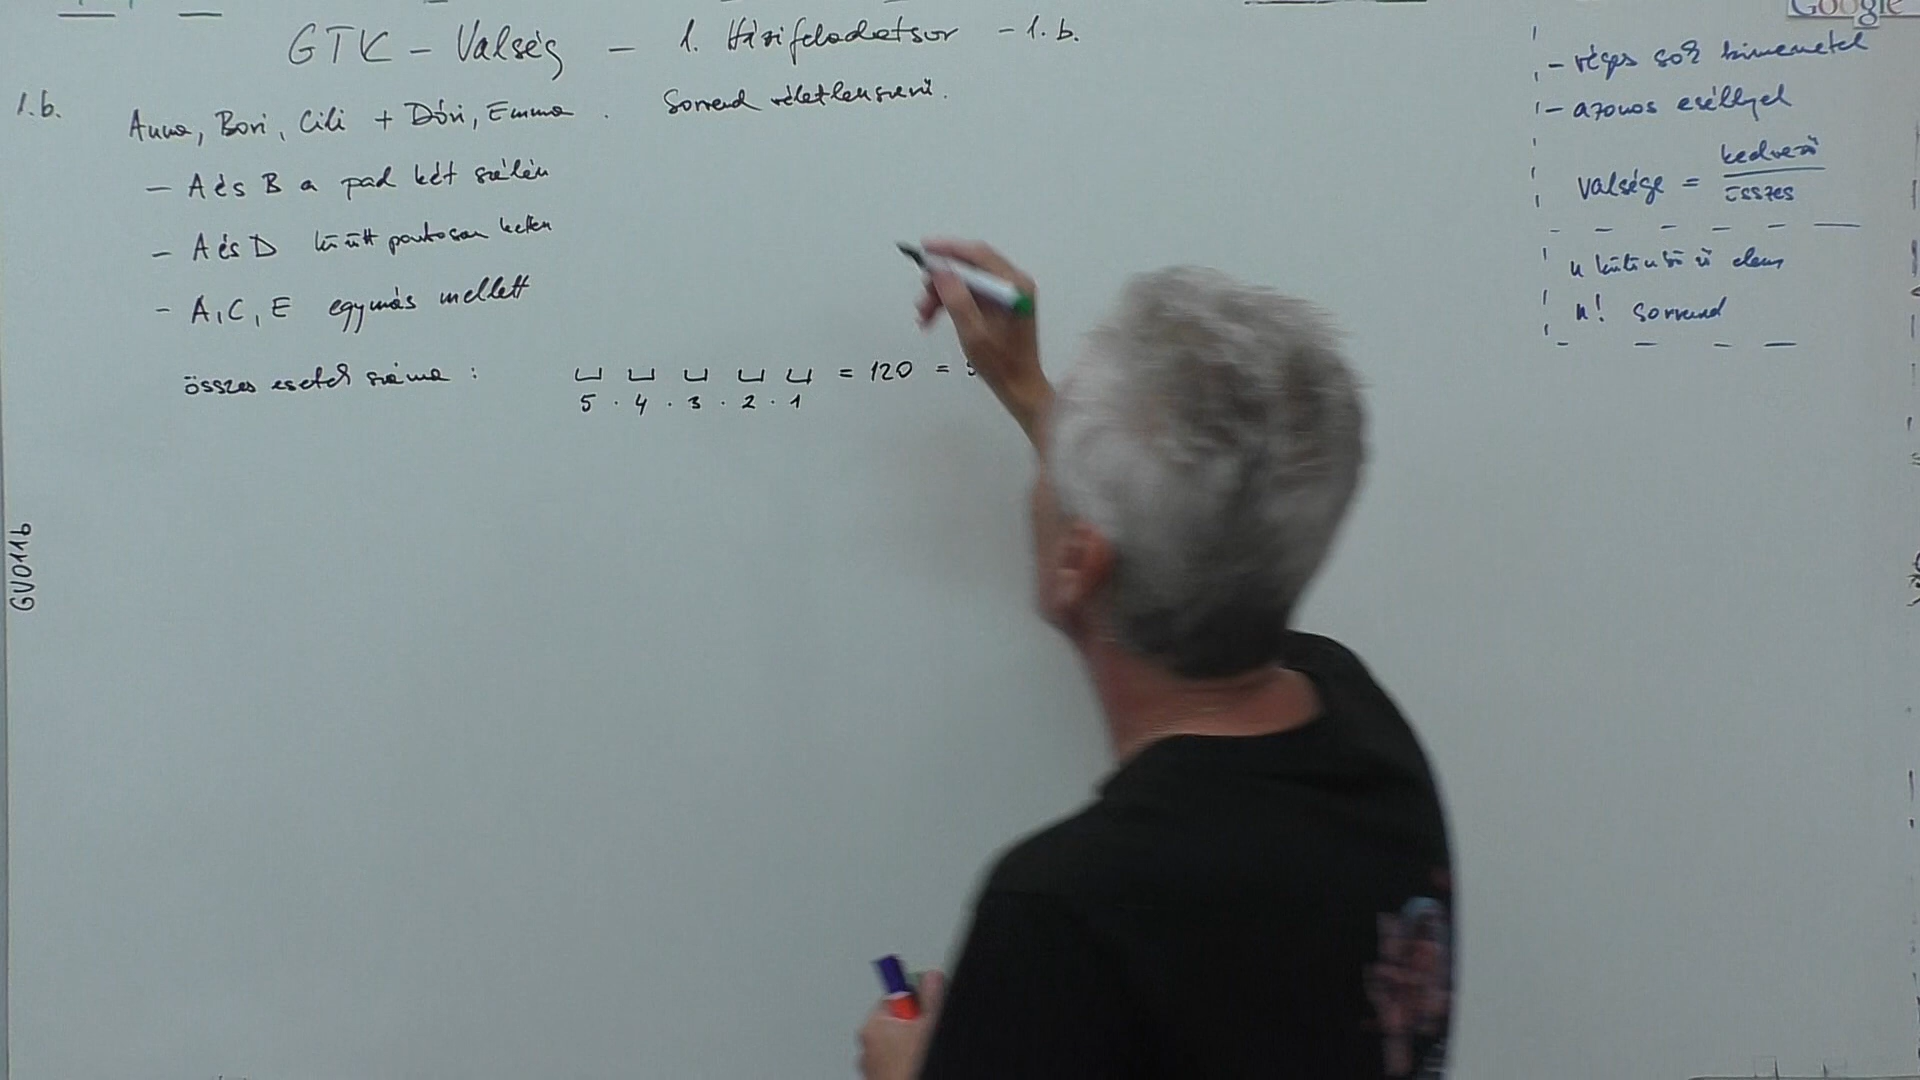 GTK – Valség – 1. Házifeladatsor – 1.b.
1.b. Anna, Bori, Cili + Dóri, Emma. Sorrend véletlenszerű.
– A és B a pad két szélén
– A és D között pontosan ketten
– A, C, E egymás mellett
összes esetek száma : ⊔ ⊔ ⊔ ⊔ ⊔ = 120 = 5
5 · 4 · 3 · 2 · 1
– véges sok kimenetel
– azonos eséllyel
valsége = kedvező / összes
n különböző elem
n! sorrend
GV011b
Google